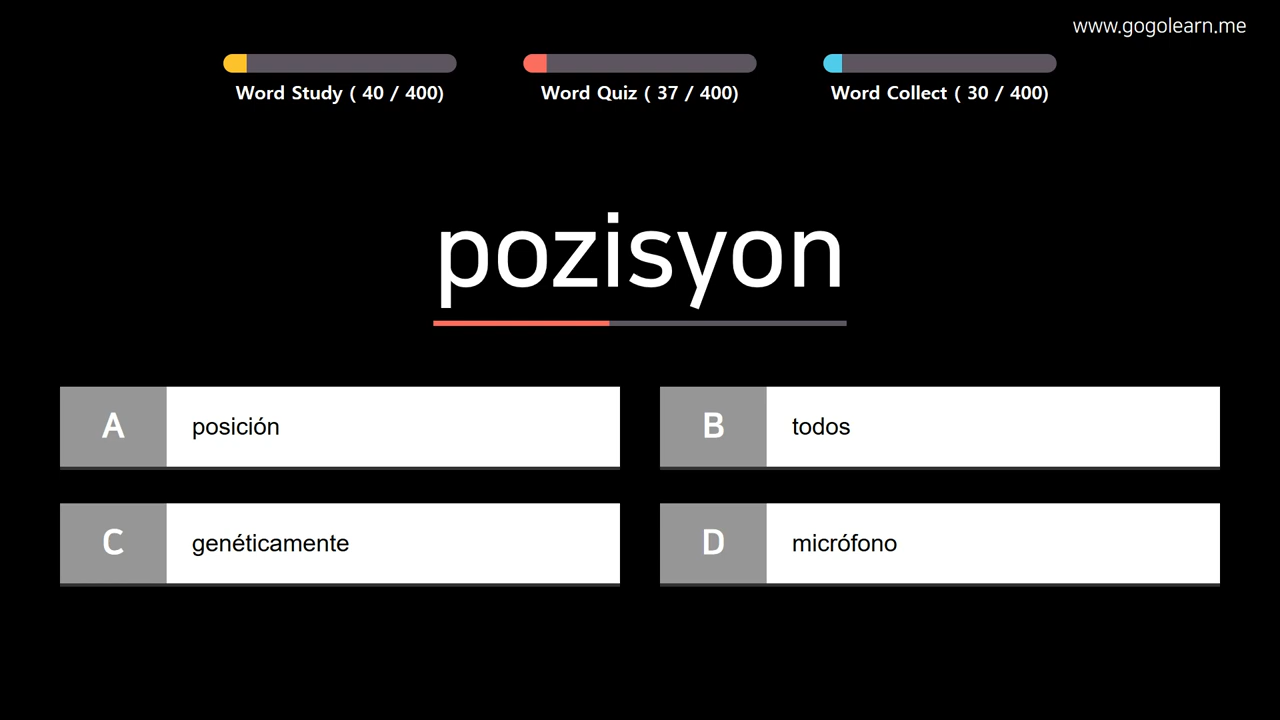 www.gogolearn.me
Word Study ( 40 / 400)
Word Quiz ( 37 / 400)
Word Collect ( 30 / 400)
pozisyon
A posición
B todos
C genéticamente
D micrófono